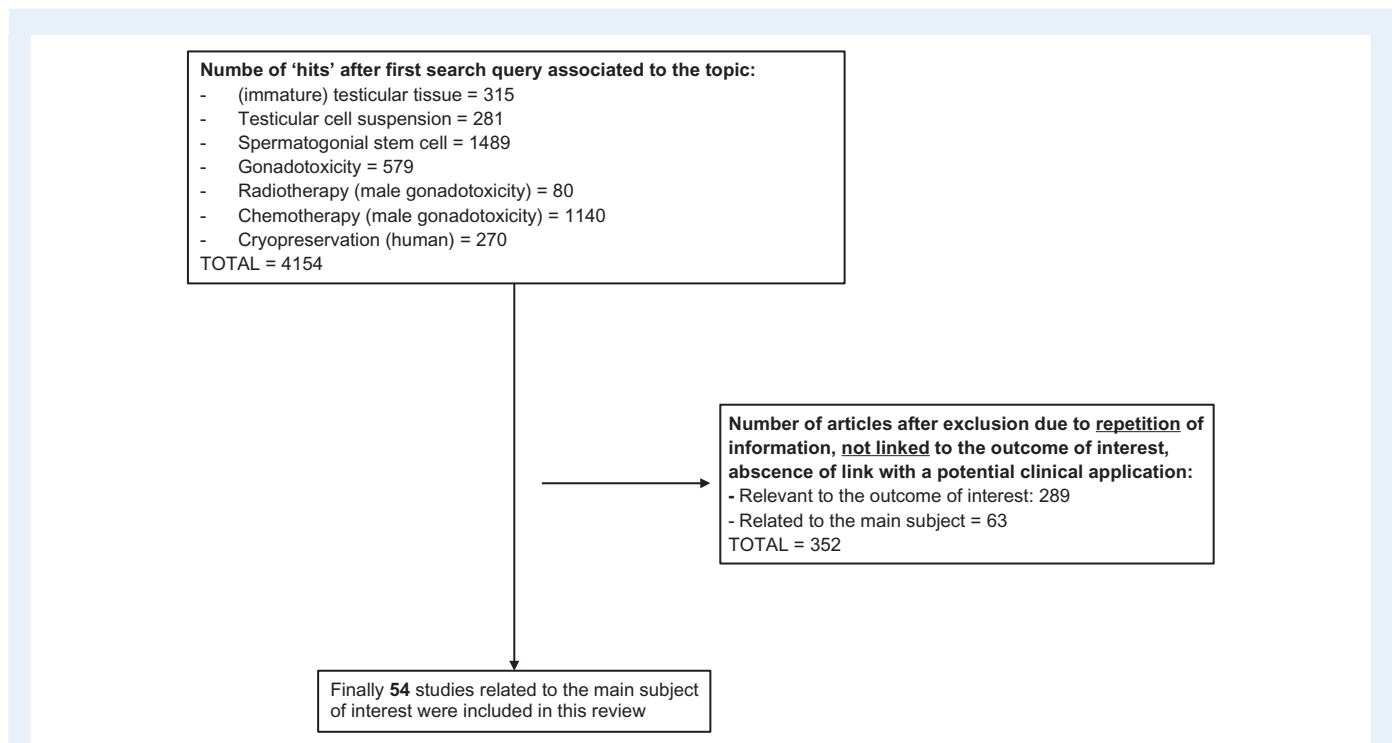 Numbe of ‘hits’ after first search query associated to the topic:
- (immature) testicular tissue = 315
- Testicular cell suspension = 281
- Spermatogonial stem cell = 1489
- Gonadotoxicity = 579
- Radiotherapy (male gonadotoxicity) = 80
- Chemotherapy (male gonadotoxicity) = 1140
- Cryopreservation (human) = 270
TOTAL = 4154
Number of articles after exclusion due to repetition of
information, not linked to the outcome of interest,
abscence of link with a potential clinical application:
- Relevant to the outcome of interest: 289
- Related to the main subject = 63
TOTAL = 352
Finally 54 studies related to the main subject
of interest were included in this review